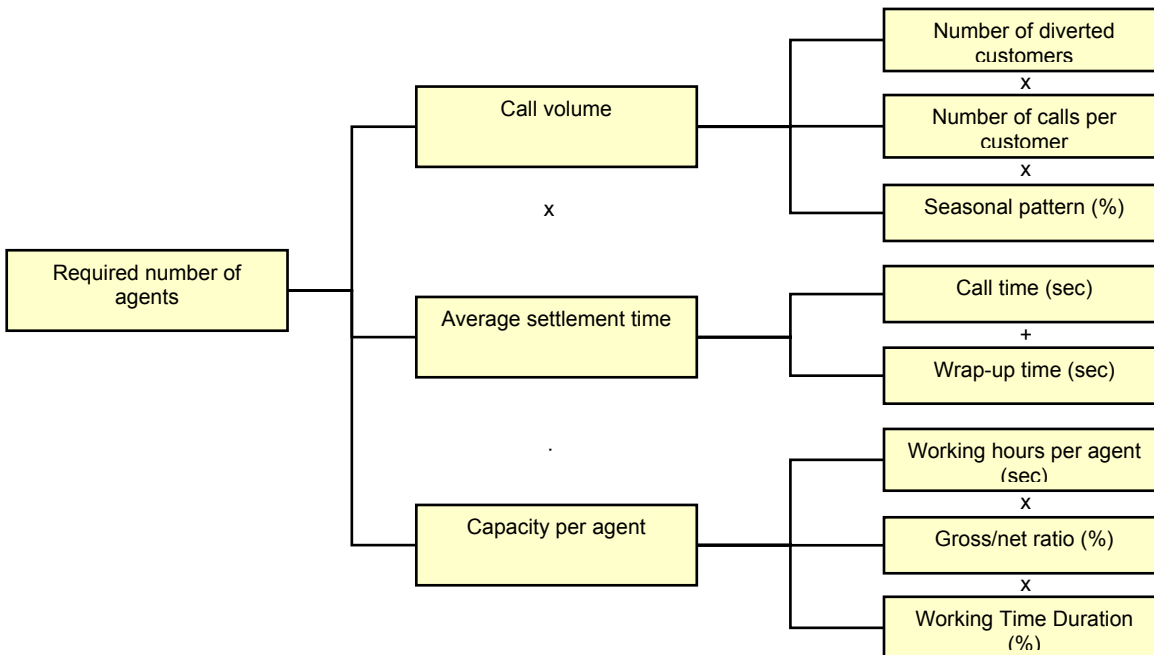 Required number of
agents
Call volume
x
Average settlement time
.
Capacity per agent
Number of diverted
customers
x
Number of calls per
customer
x
Seasonal pattern (%)
Call time (sec)
+
Wrap-up time (sec)
Working hours per agent
(sec)
x
Gross/net ratio (%)
x
Working Time Duration
(%)